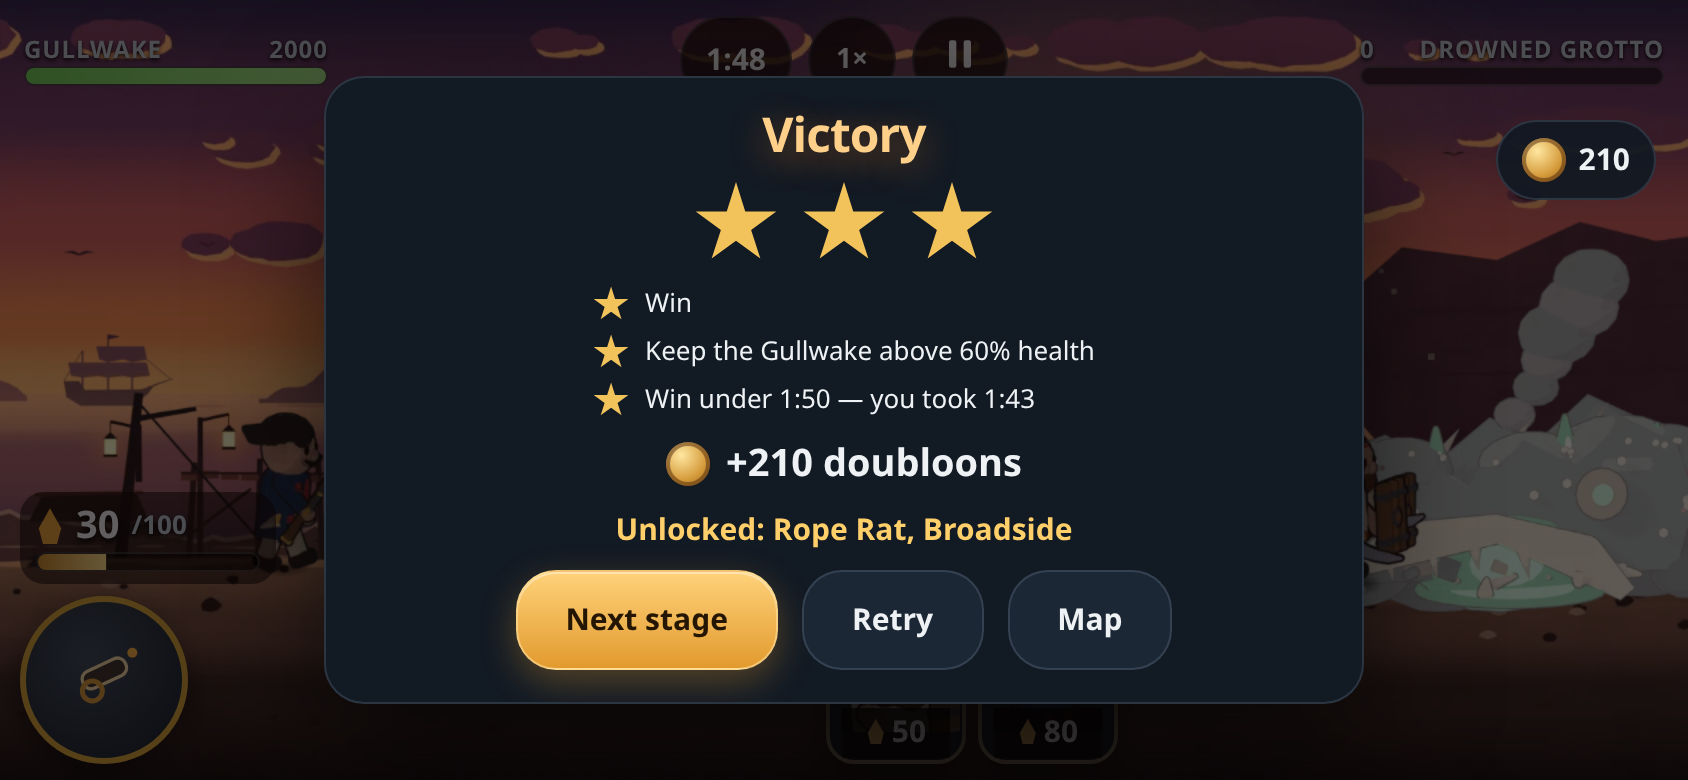 GULLWAKE 2000
1:48
1×
0 DROWNED GROTTO
210
Victory
Win
Keep the Gullwake above 60% health
Win under 1:50 — you took 1:43
+210 doubloons
Unlocked: Rope Rat, Broadside
30 /100
Next stage
Retry
Map
50
80